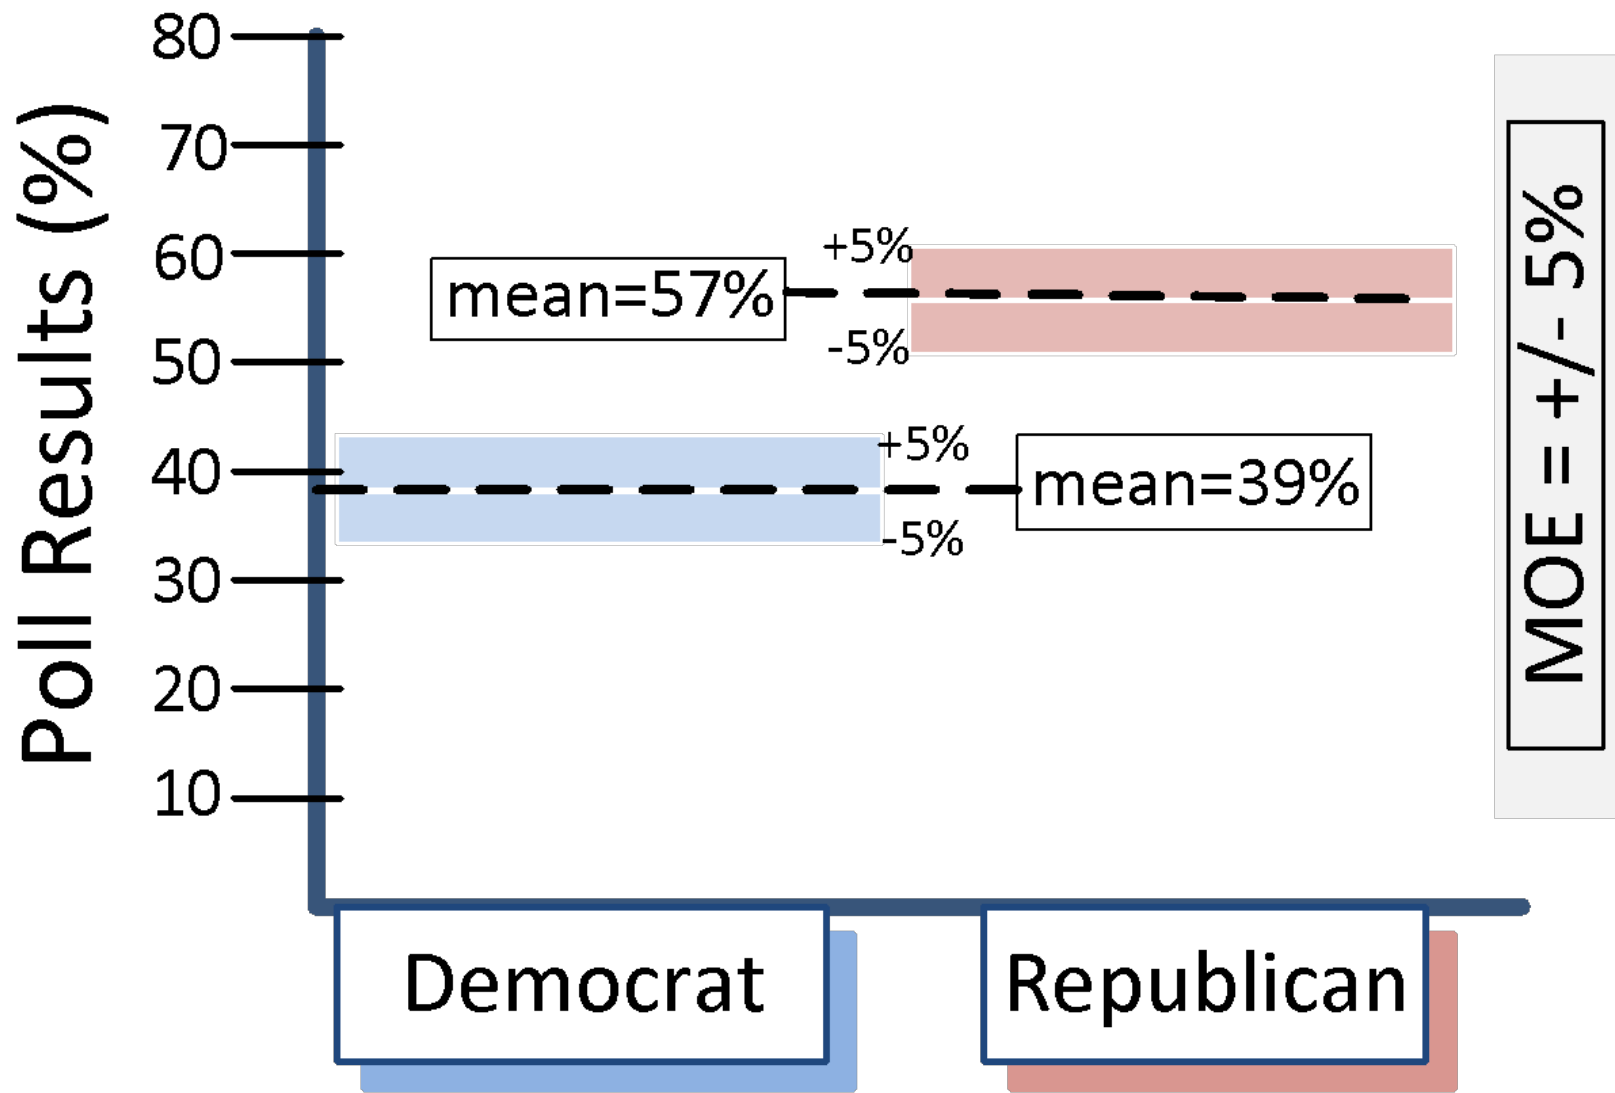 Poll Results (%)
80
70
60
50
40
30
20
10
+5%
mean=57%
-5%
+5%
mean=39%
-5%
MOE = +/- 5%
Democrat
Republican